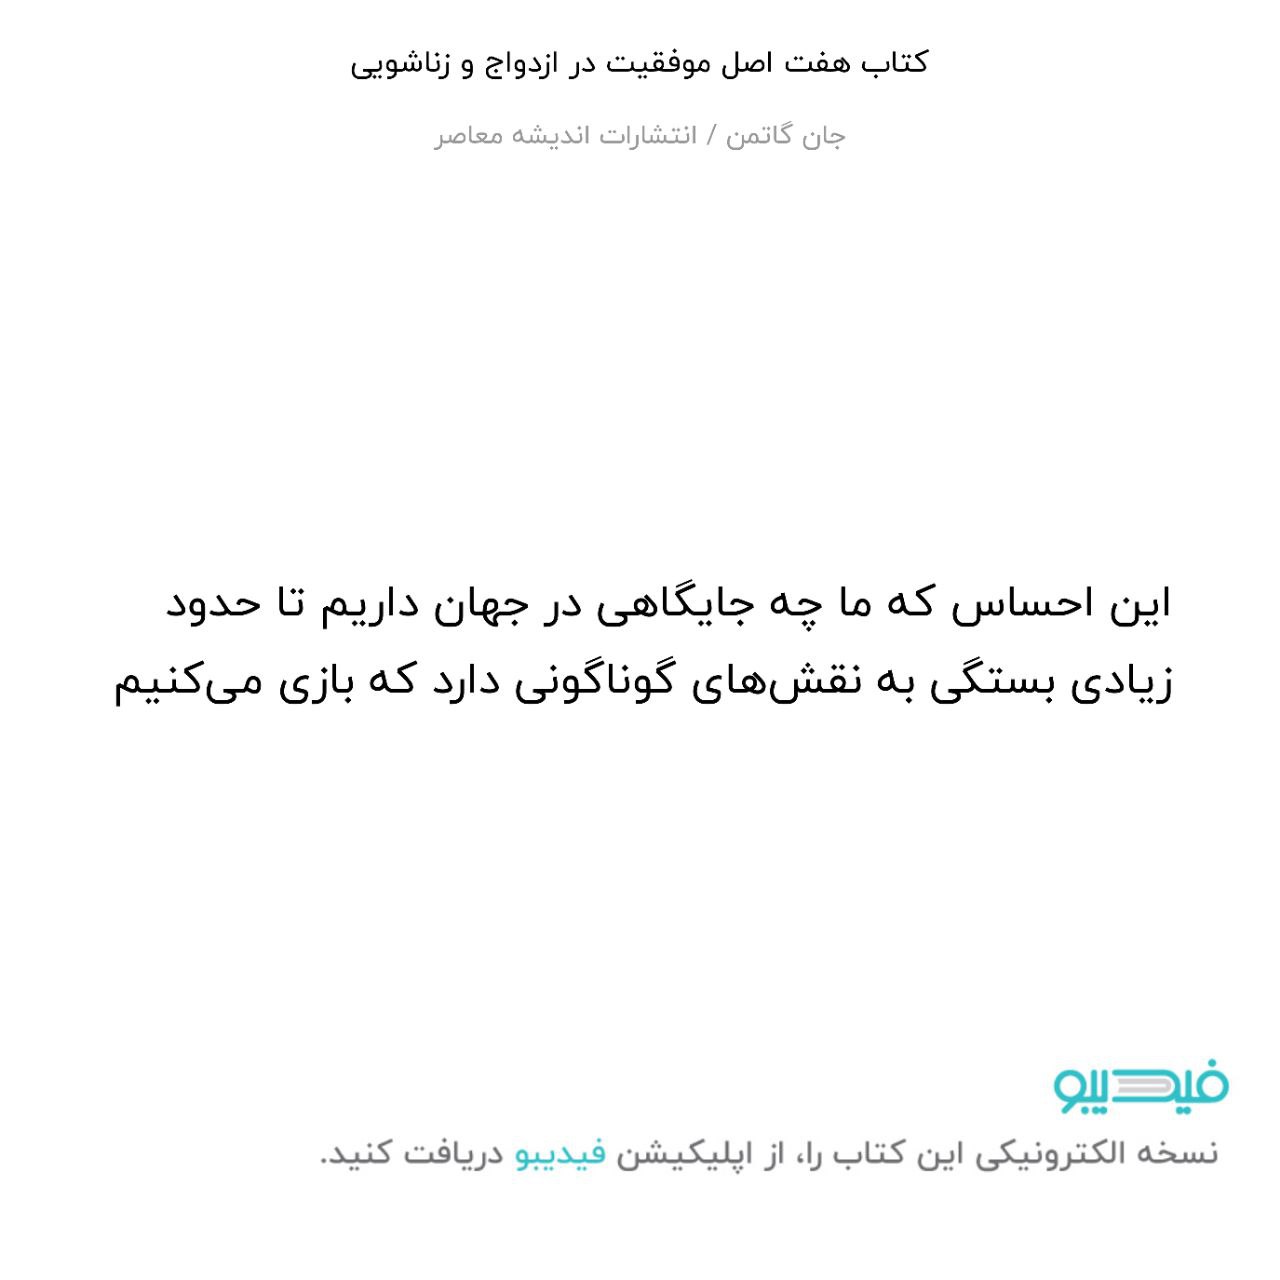 کتاب هفت اصل موفقیت در ازدواج و زناشویی
جان گاتمن / انتشارات اندیشه معاصر
این احساس که ما چه جایگاهی در جهان داریم تا حدود
زیادی بستگی به نقش‌های گوناگونی دارد که بازی می‌کنیم
فیدیبو
نسخه الکترونیکی این کتاب را، از اپلیکیشن فیدیبو دریافت کنید.